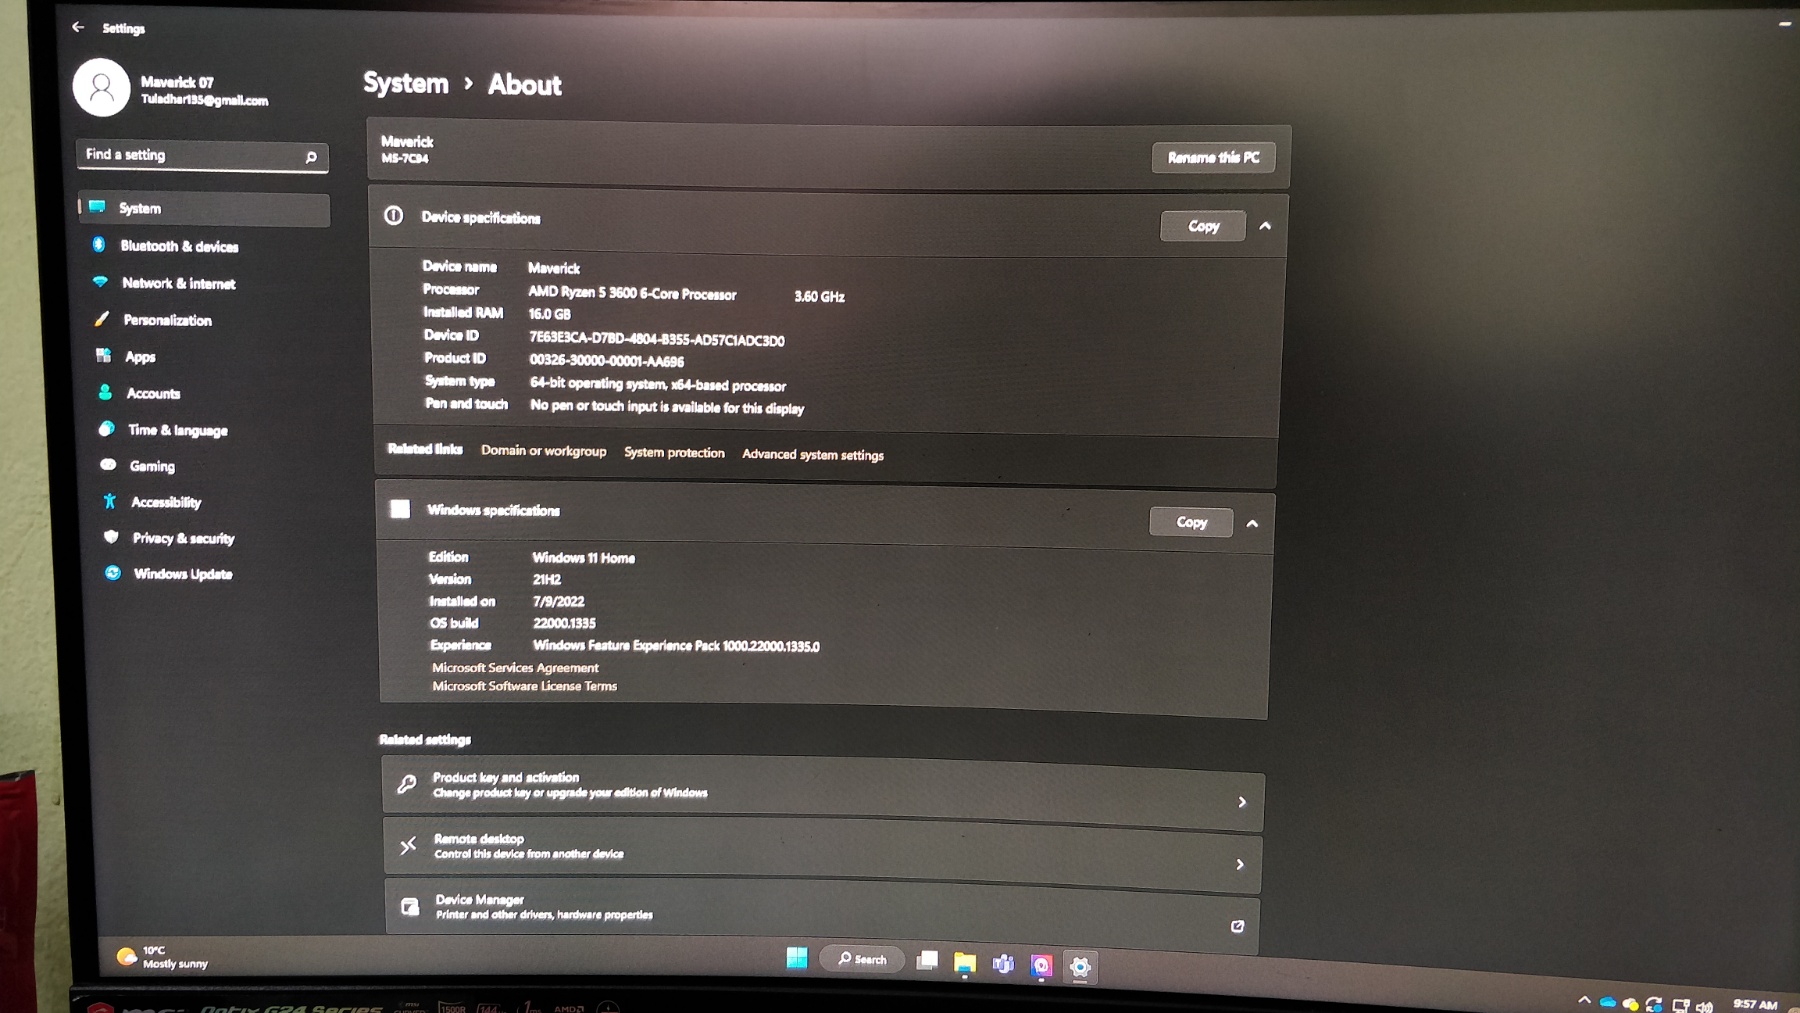 Settings
Maverick 07
Tuladhar135@gmail.com
Find a setting
System
Bluetooth & devices
Network & internet
Personalization
Apps
Accounts
Time & language
Gaming
Accessibility
Privacy & security
Windows Update
System > About
Maverick
MS-7C94
Rename this PC
Device specifications
Copy
Device name Maverick
Processor AMD Ryzen 5 3600 6-Core Processor 3.60 GHz
Installed RAM 16.0 GB
Device ID 7E63E3CA-D7BD-4804-B355-AD57C1ADC3D0
Product ID 00326-30000-00001-AA696
System type 64-bit operating system, x64-based processor
Pen and touch No pen or touch input is available for this display
Related links Domain or workgroup System protection Advanced system settings
Windows specifications
Copy
Edition Windows 11 Home
Version 21H2
Installed on 7/9/2022
OS build 22000.1335
Experience Windows Feature Experience Pack 1000.22000.1335.0
Microsoft Services Agreement
Microsoft Software License Terms
Related settings
Product key and activation
Change product key or upgrade your edition of Windows
Remote desktop
Control this device from another device
Device Manager
Printer and other drivers, hardware properties
10°C
Mostly sunny
Search
9:57 AM
Optix G24 Series
1500R
144
1ms
AMD